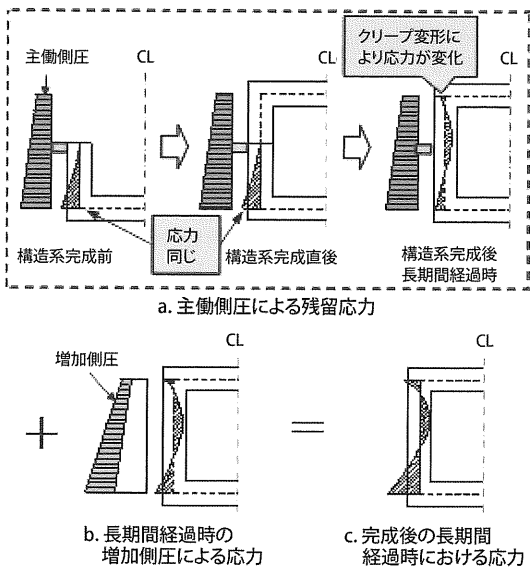 クリープ変形に
より応力が変化
主働側圧
CL
CL
CL
応力
同じ
構造系完成前
構造系完成直後
構造系完成後
長期間経過時
a. 主働側圧による残留応力
CL
CL
増加側圧
+
=
b. 長期間経過時の
増加側圧による応力
c. 完成後の長期間
経過時における応力